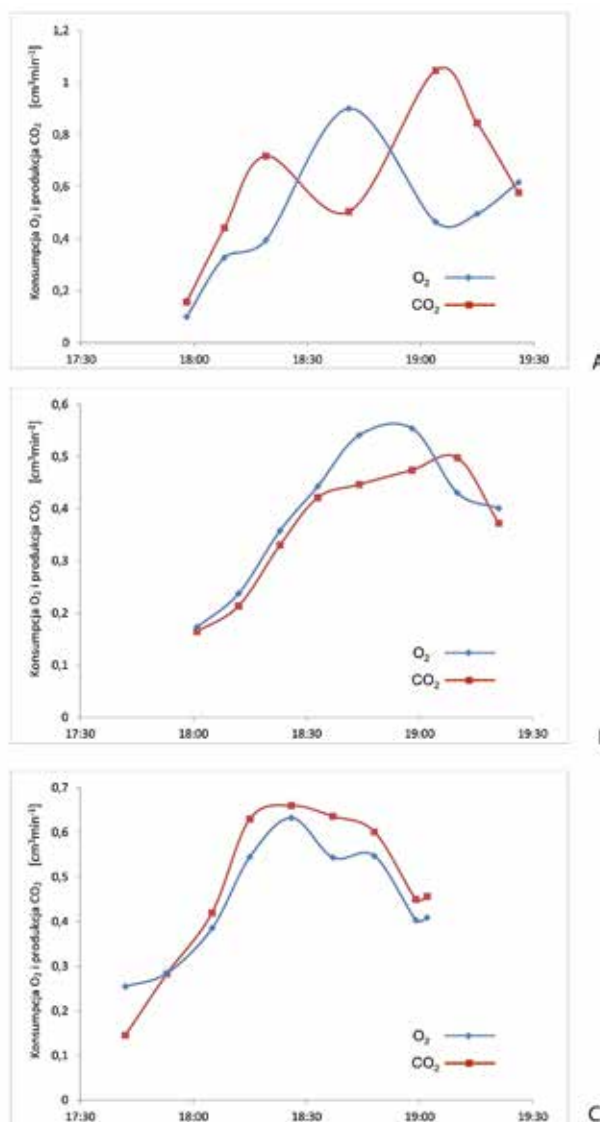 Konsumpcja O₂ i produkcja CO₂ [cm³min⁻¹]
1,2
1
0,8
0,6
0,4
0,2
0
O₂
CO₂
17:30 18:00 18:30 19:00 19:30
A
Konsumpcja O₂ i produkcja CO₂ [cm³min⁻¹]
0,6
0,5
0,4
0,3
0,2
0,1
0
O₂
CO₂
17:30 18:00 18:30 19:00 19:30
Konsumpcja O₂ i produkcja CO₂ [cm³min⁻¹]
0,7
0,6
0,5
0,4
0,3
0,2
0,1
0
O₂
CO₂
17:30 18:00 18:30 19:00 19:30
C